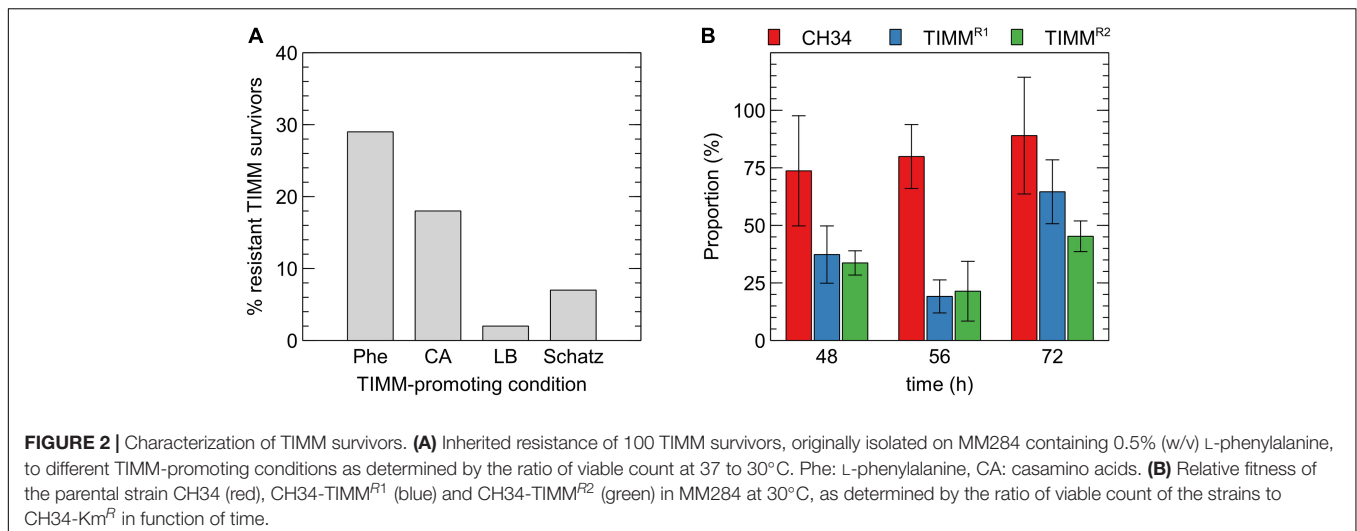 A
40
30
20
10
0
% resistant TIMM survivors
Phe CA LB Schatz
TIMM-promoting condition
B
CH34 TIMM^R1 TIMM^R2
100
75
50
25
0
Proportion (%)
48 56 72
time (h)
FIGURE 2 | Characterization of TIMM survivors. (A) Inherited resistance of 100 TIMM survivors, originally isolated on MM284 containing 0.5% (w/v) L-phenylalanine,
to different TIMM-promoting conditions as determined by the ratio of viable count at 37 to 30°C. Phe: L-phenylalanine, CA: casamino acids. (B) Relative fitness of
the parental strain CH34 (red), CH34-TIMM^R1 (blue) and CH34-TIMM^R2 (green) in MM284 at 30°C, as determined by the ratio of viable count of the strains to
CH34-Km^R in function of time.